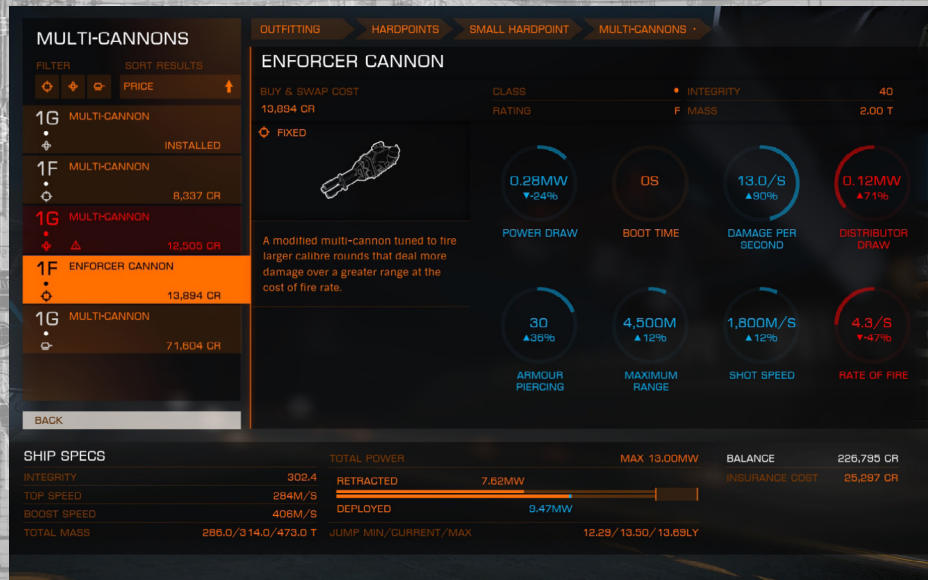 MULTI-CANNONS
FILTER
SORT RESULTS
PRICE
1G MULTI-CANNON
INSTALLED
1F MULTI-CANNON
8,337 CR
1G MULTI-CANNON
12,505 CR
1F ENFORCER CANNON
13,894 CR
1G MULTI-CANNON
71,604 CR
BACK
OUTFITTING HARDPOINTS SMALL HARDPOINT MULTI-CANNONS
ENFORCER CANNON
BUY & SWAP COST
13,894 CR
CLASS
INTEGRITY 40
RATING F
MASS 2.00 T
FIXED
A modified multi-cannon tuned to fire
larger calibre rounds that deal more
damage over a greater range at the
cost of fire rate.
0.28MW
▼-24%
POWER DRAW
0S
BOOT TIME
13.0/S
▲90%
DAMAGE PER
SECOND
0.12MW
▲71%
DISTRIBUTOR
DRAW
30
▲36%
ARMOUR
PIERCING
4,500M
▲12%
MAXIMUM
RANGE
1,800M/S
▲12%
SHOT SPEED
4.3/S
▼-47%
RATE OF FIRE
SHIP SPECS
INTEGRITY 302.4
TOP SPEED 284M/S
BOOST SPEED 406M/S
TOTAL MASS 286.0/314.0/473.0 T
TOTAL POWER MAX 13.00MW
RETRACTED 7.62MW
DEPLOYED 9.47MW
JUMP MIN/CURRENT/MAX 12.29/13.50/13.69LY
BALANCE 226,795 CR
INSURANCE COST 25,297 CR